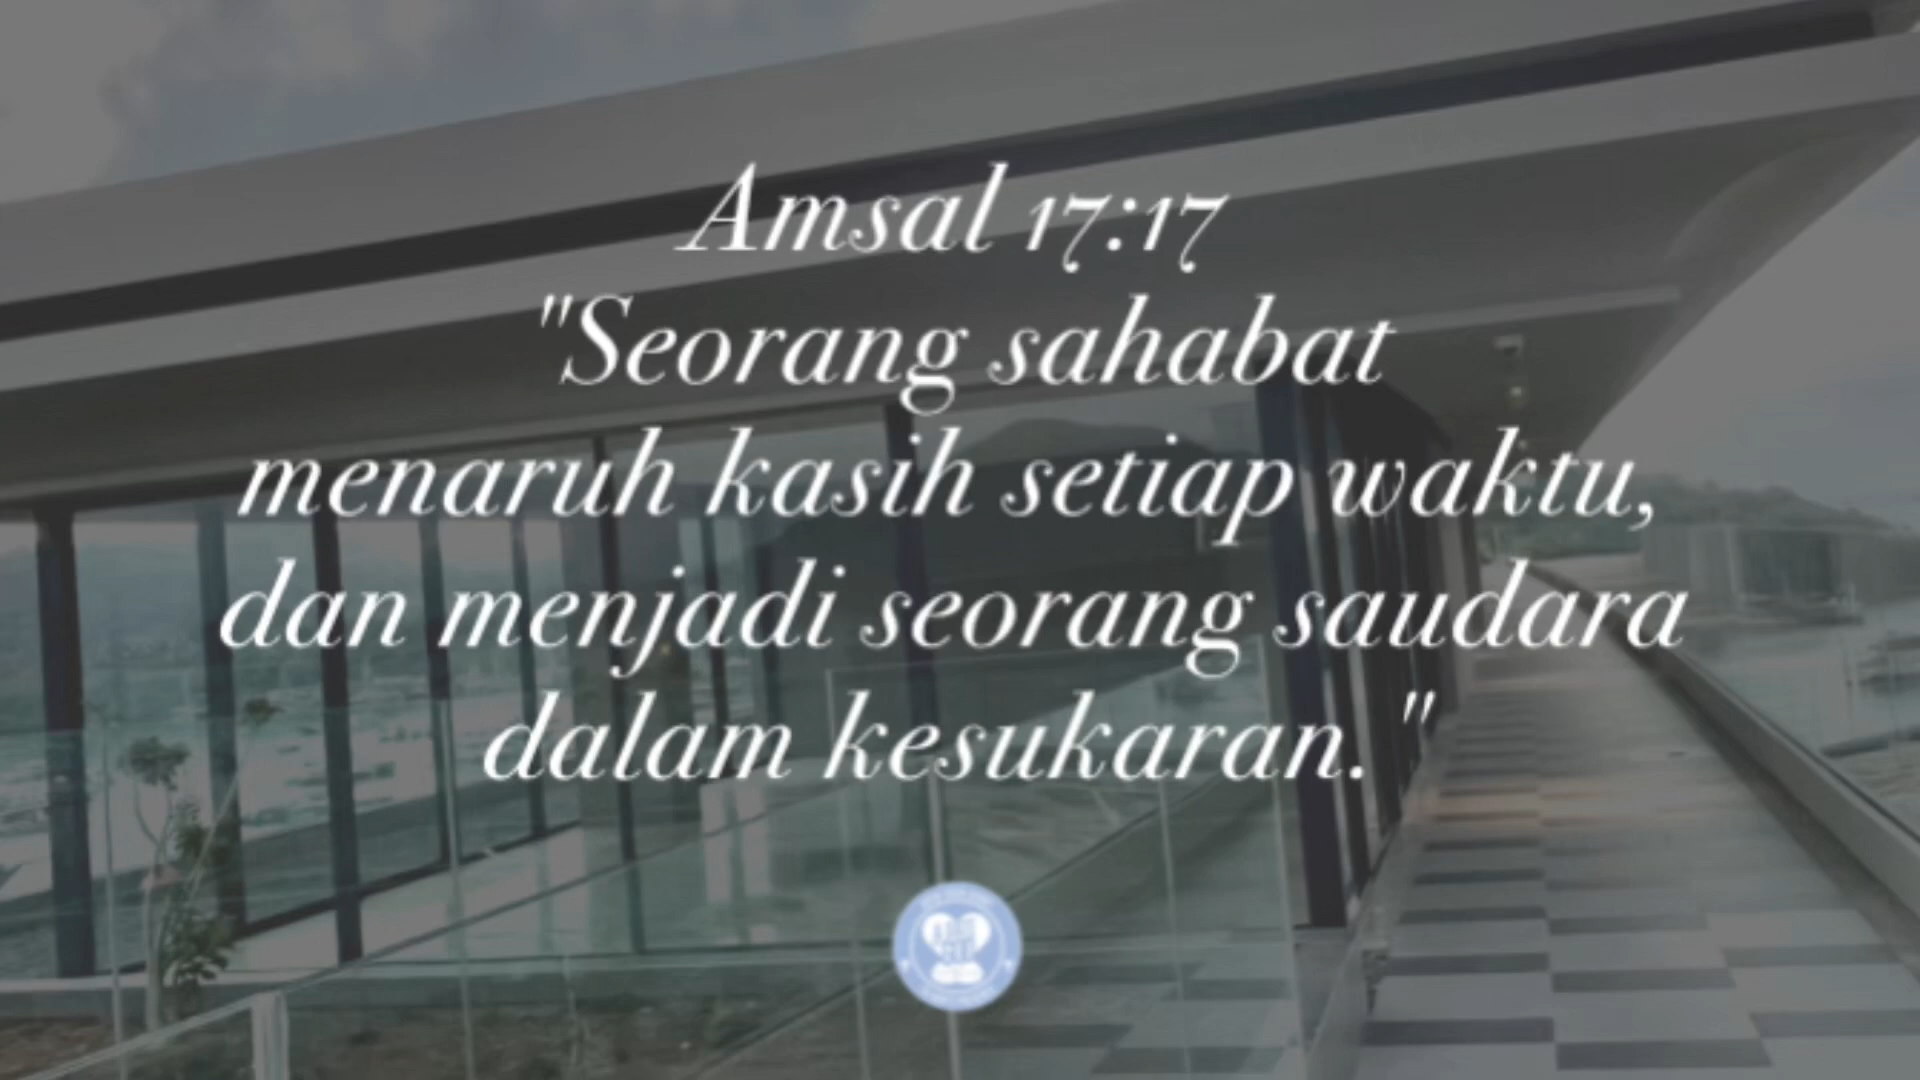 Amsal 17:17
"Seorang sahabat
menaruh kasih setiap waktu,
dan menjadi seorang saudara
dalam kesukaran."